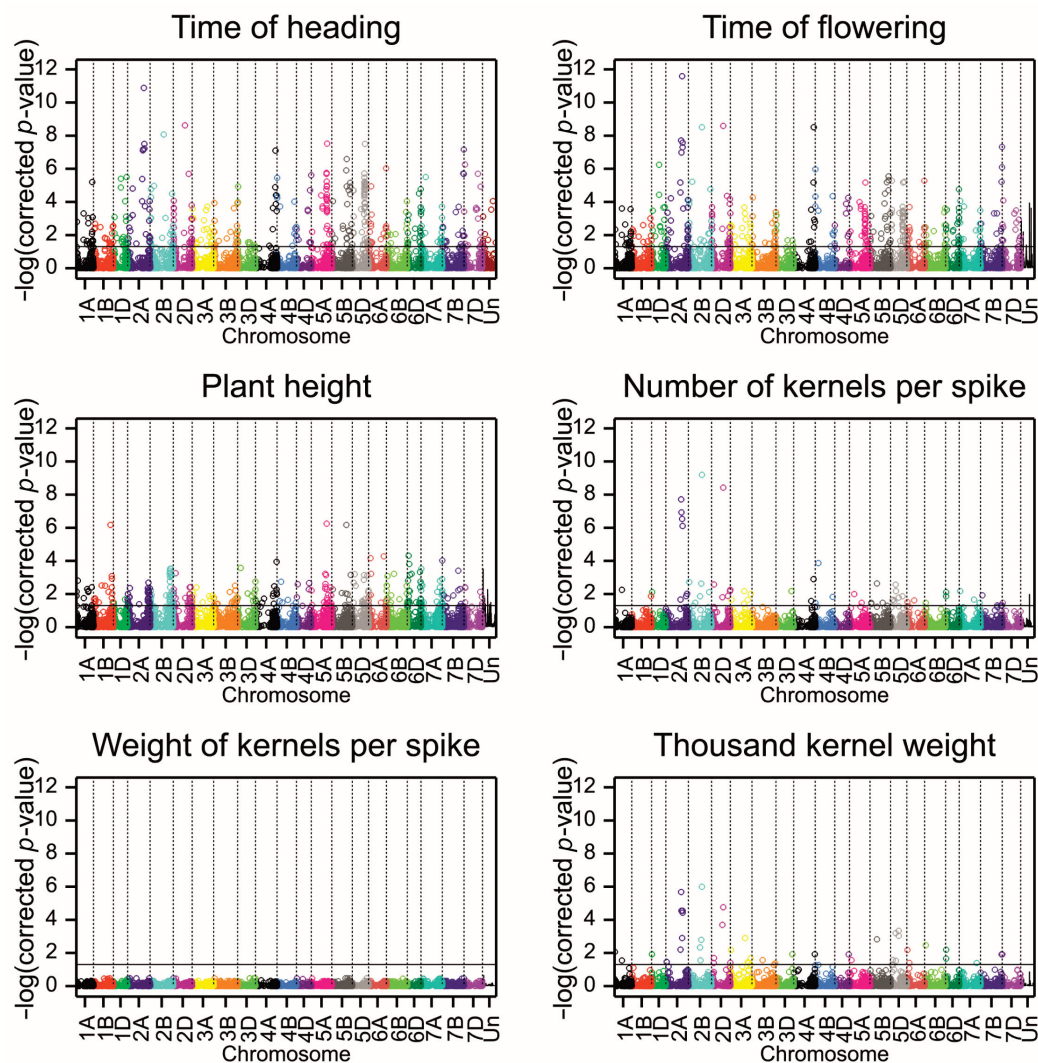 Time of heading
−log(corrected p-value)
12
10
8
6
4
2
0
1A 1B 1D 2A 2B 2D 3A 3B 3D 4A 4B 4D 5A 5B 5D 6A 6B 6D 7A 7B 7D Un
Chromosome
Time of flowering
−log(corrected p-value)
12
10
8
6
4
2
0
1A 1B 1D 2A 2B 2D 3A 3B 3D 4A 4B 4D 5A 5B 5D 6A 6B 6D 7A 7B 7D Un
Chromosome
Plant height
−log(corrected p-value)
12
10
8
6
4
2
0
1A 1B 1D 2A 2B 2D 3A 3B 3D 4A 4B 4D 5A 5B 5D 6A 6B 6D 7A 7B 7D Un
Chromosome
Number of kernels per spike
−log(corrected p-value)
12
10
8
6
4
2
0
1A 1B 1D 2A 2B 2D 3A 3B 3D 4A 4B 4D 5A 5B 5D 6A 6B 6D 7A 7B 7D Un
Chromosome
Weight of kernels per spike
−log(corrected p-value)
12
10
8
6
4
2
0
1A 1B 1D 2A 2B 2D 3A 3B 3D 4A 4B 4D 5A 5B 5D 6A 6B 6D 7A 7B 7D Un
Chromosome
Thousand kernel weight
−log(corrected p-value)
12
10
8
6
4
2
0
1A 1B 1D 2A 2B 2D 3A 3B 3D 4A 4B 4D 5A 5B 5D 6A 6B 6D 7A 7B 7D Un
Chromosome